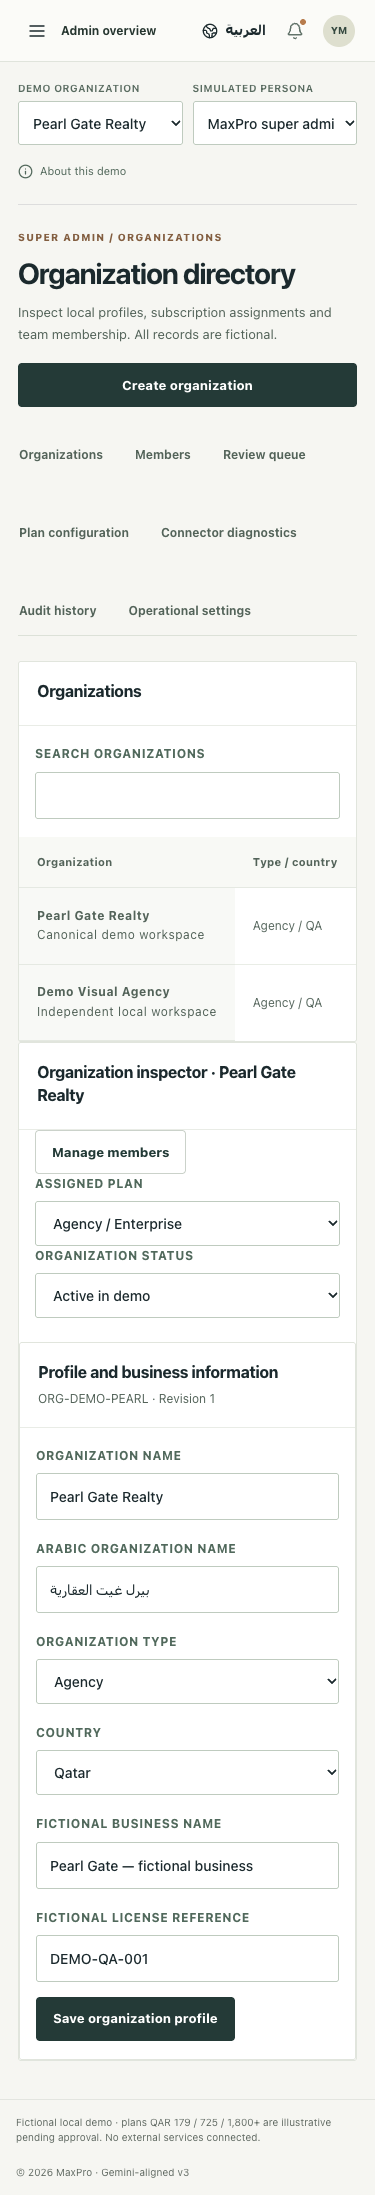 Admin overview
العربية
YM
DEMO ORGANIZATION
SIMULATED PERSONA
Pearl Gate Realty
MaxPro super admi
About this demo
SUPER ADMIN / ORGANIZATIONS
Organization directory
Inspect local profiles, subscription assignments and
team membership. All records are fictional.
Create organization
Organizations Members Review queue
Plan configuration Connector diagnostics
Audit history Operational settings
Organizations
SEARCH ORGANIZATIONS
Organization Type / country
Pearl Gate Realty
Canonical demo workspace
Agency / QA
Demo Visual Agency
Independent local workspace
Agency / QA
Organization inspector · Pearl Gate
Realty
Manage members
ASSIGNED PLAN
Agency / Enterprise
ORGANIZATION STATUS
Active in demo
Profile and business information
ORG-DEMO-PEARL · Revision 1
ORGANIZATION NAME
Pearl Gate Realty
ARABIC ORGANIZATION NAME
بيرل غيت العقارية
ORGANIZATION TYPE
Agency
COUNTRY
Qatar
FICTIONAL BUSINESS NAME
Pearl Gate — fictional business
FICTIONAL LICENSE REFERENCE
DEMO-QA-001
Save organization profile
Fictional local demo · plans QAR 179 / 725 / 1,800+ are illustrative
pending approval. No external services connected.
© 2026 MaxPro · Gemini-aligned v3